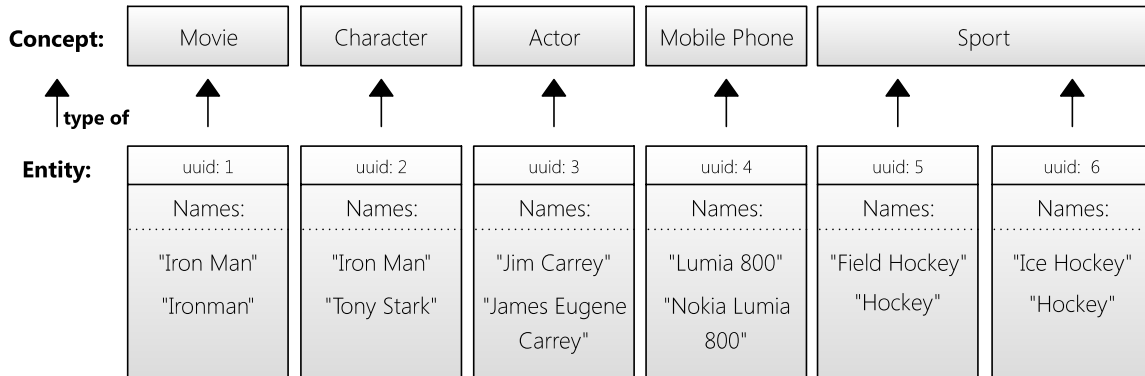 Concept: Movie Character Actor Mobile Phone Sport
type of
Entity: uuid: 1 uuid: 2 uuid: 3 uuid: 4 uuid: 5 uuid: 6
Names: Names: Names: Names: Names: Names:
"Iron Man" "Iron Man" "Jim Carrey" "Lumia 800" "Field Hockey" "Ice Hockey"
"Ironman" "Tony Stark" "James Eugene "Nokia Lumia "Hockey" "Hockey"
Carrey" 800"